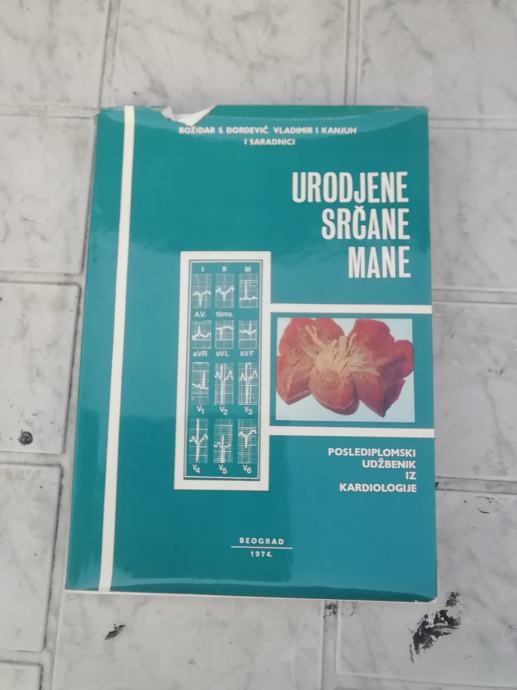 BOŽIDAR S. ĐORĐEVIĆ, VLADIMIR I KANJUH
I SARADNICI
URODJENE
SRČANE
MANE
I II III
A.V. 19ms.
aVR aVL aVF
V1 V2 V3
V4 V5 V6
POSLEDIPLOMSKI
UDŽBENIK
IZ
KARDIOLOGIJE
BEOGRAD
1974.